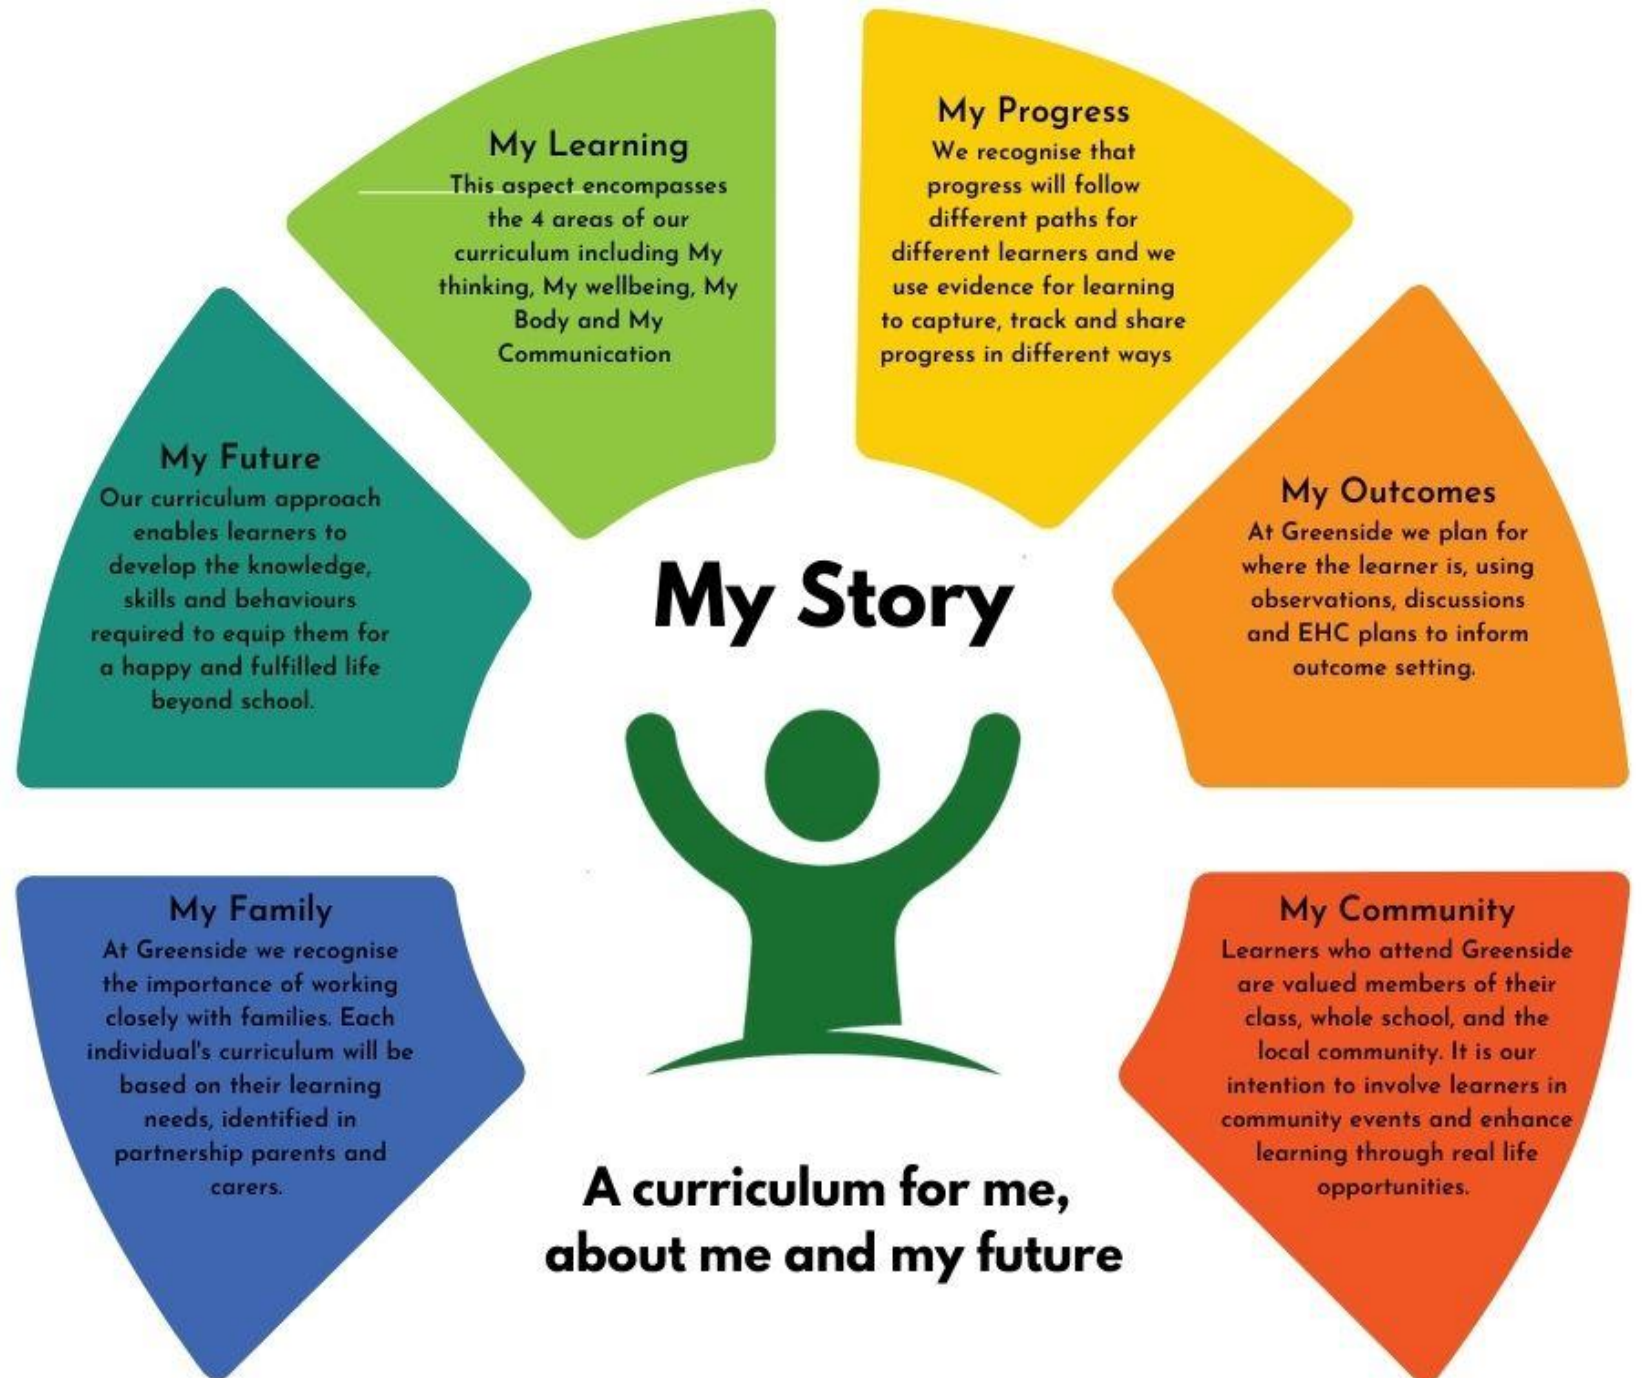 My Learning
This aspect encompasses
the 4 areas of our
curriculum including My
thinking, My wellbeing, My
Body and My
Communication
My Progress
We recognise that
progress will follow
different paths for
different learners and we
use evidence for learning
to capture, track and share
progress in different ways
My Future
Our curriculum approach
enables learners to
develop the knowledge,
skills and behaviours
required to equip them for
a happy and fulfilled life
beyond school.
My Story
My Outcomes
At Greenside we plan for
where the learner is, using
observations, discussions
and EHC plans to inform
outcome setting.
My Family
At Greenside we recognise
the importance of working
closely with families. Each
individual's curriculum will be
based on their learning
needs, identified in
partnership parents and
carers.
My Community
Learners who attend Greenside
are valued members of their
class, whole school, and the
local community. It is our
intention to involve learners in
community events and enhance
learning through real life
opportunities.
A curriculum for me,
about me and my future